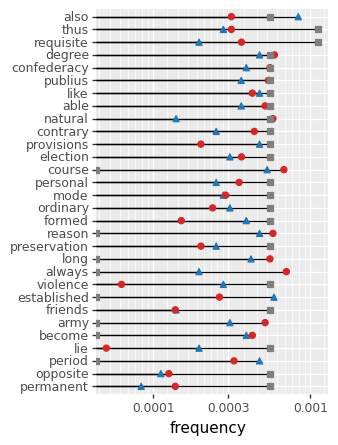 also
thus
requisite
degree
confederacy
publius
like
able
natural
contrary
provisions
election
course
personal
mode
ordinary
formed
reason
preservation
long
always
violence
established
friends
army
become
lie
period
opposite
permanent
0.0001 0.0003 0.001
frequency